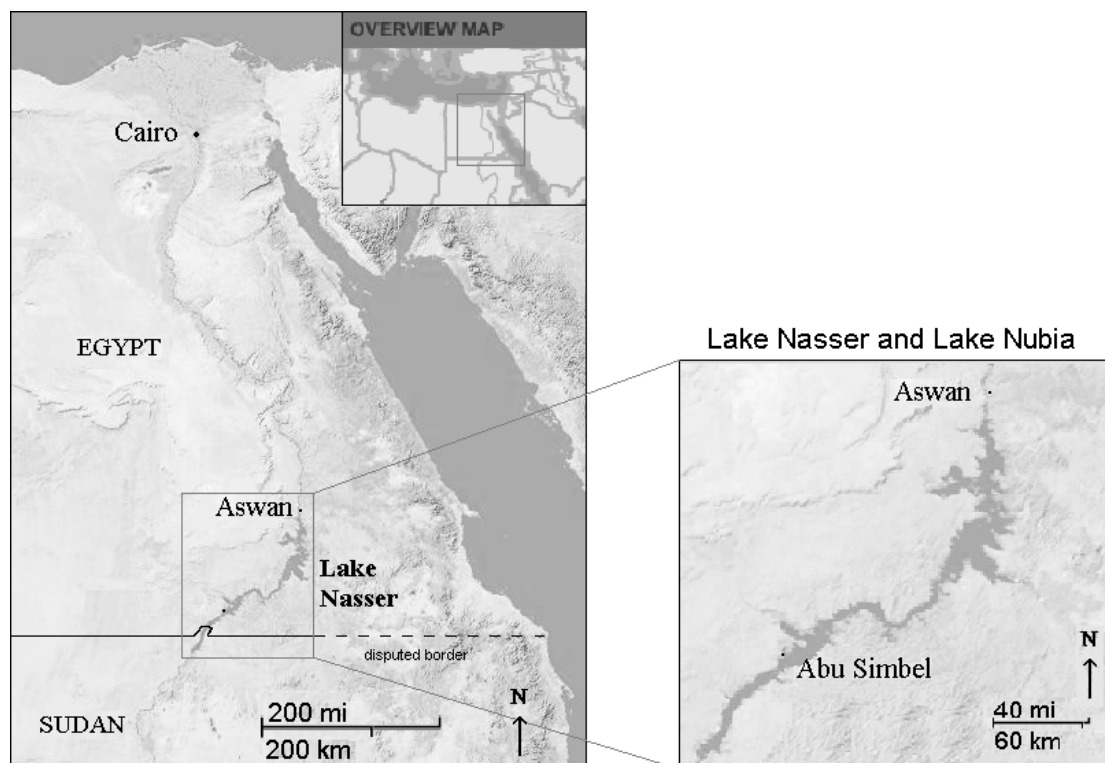 OVERVIEW MAP
Cairo
EGYPT
Aswan
Lake
Nasser
disputed border
SUDAN
200 mi
200 km
N
Lake Nasser and Lake Nubia
Aswan
Abu Simbel
N
40 mi
60 km